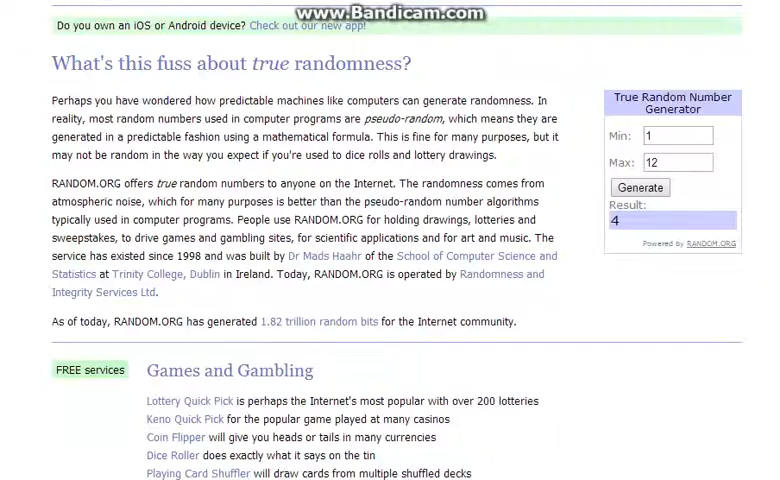 www.Bandicam.com
Do you own an iOS or Android device? Check out our new app!
What's this fuss about true randomness?
Perhaps you have wondered how predictable machines like computers can generate randomness. In
reality, most random numbers used in computer programs are pseudo-random, which means they are
generated in a predictable fashion using a mathematical formula. This is fine for many purposes, but it
may not be random in the way you expect if you're used to dice rolls and lottery drawings.
RANDOM.ORG offers true random numbers to anyone on the Internet. The randomness comes from
atmospheric noise, which for many purposes is better than the pseudo-random number algorithms
typically used in computer programs. People use RANDOM.ORG for holding drawings, lotteries and
sweepstakes, to drive games and gambling sites, for scientific applications and for art and music. The
service has existed since 1998 and was built by Dr Mads Haahr of the School of Computer Science and
Statistics at Trinity College, Dublin in Ireland. Today, RANDOM.ORG is operated by Randomness and
Integrity Services Ltd.
As of today, RANDOM.ORG has generated 1.82 trillion random bits for the Internet community.
True Random Number
Generator
Min: 1
Max: 12
Generate
Result:
4
Powered by RANDOM.ORG
FREE services
Games and Gambling
Lottery Quick Pick is perhaps the Internet's most popular with over 200 lotteries
Keno Quick Pick for the popular game played at many casinos
Coin Flipper will give you heads or tails in many currencies
Dice Roller does exactly what it says on the tin
Playing Card Shuffler will draw cards from multiple shuffled decks